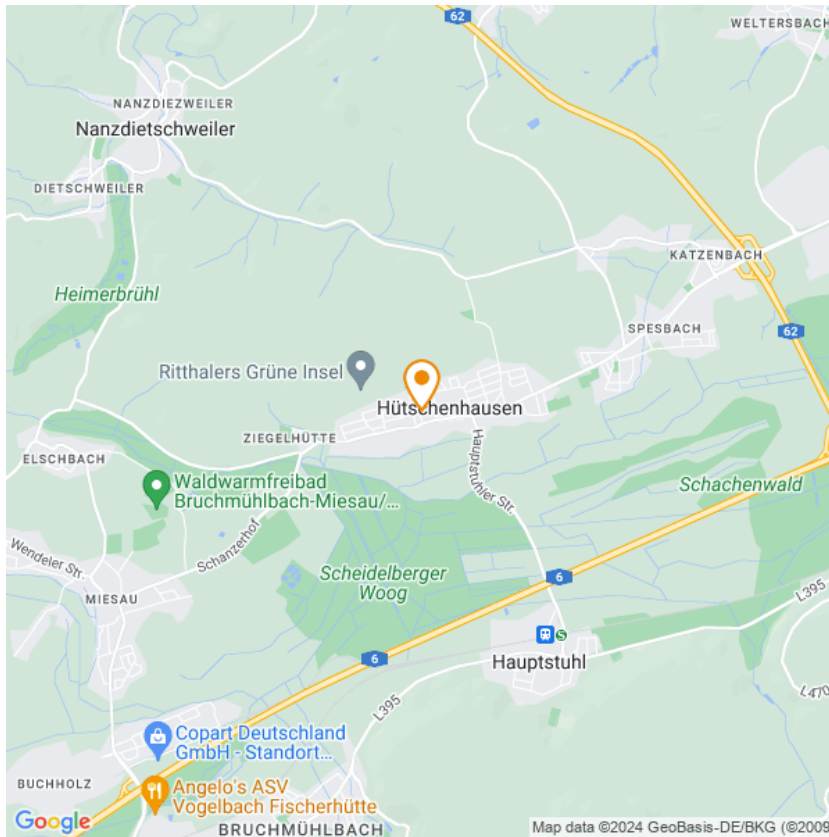 62
WELTERSBACH
NANZDIEZWEILER
Nanzdietschweiler
DIETSCHWEILER
KATZENBACH
Heimerbrühl
SPESBACH
62
Ritthalers Grüne Insel
Hütschenhausen
ZIEGELHÜTTE
Hauptstuhler Str.
ELSCHBACH
Waldwarmfreibad
Bruchmühlbach-Miesau/...
Schachenwald
Schanzerhof
Wendeler Str.
Scheidelberger
Woog
6
MIESAU
L395
S
6
Hauptstuhl
L470
L395
Copart Deutschland
GmbH - Standort...
BUCHHOLZ
Angelo's ASV
Vogelbach Fischerhütte
Google
BRUCHMÜHLBACH
Map data ©2024 GeoBasis-DE/BKG (©2009